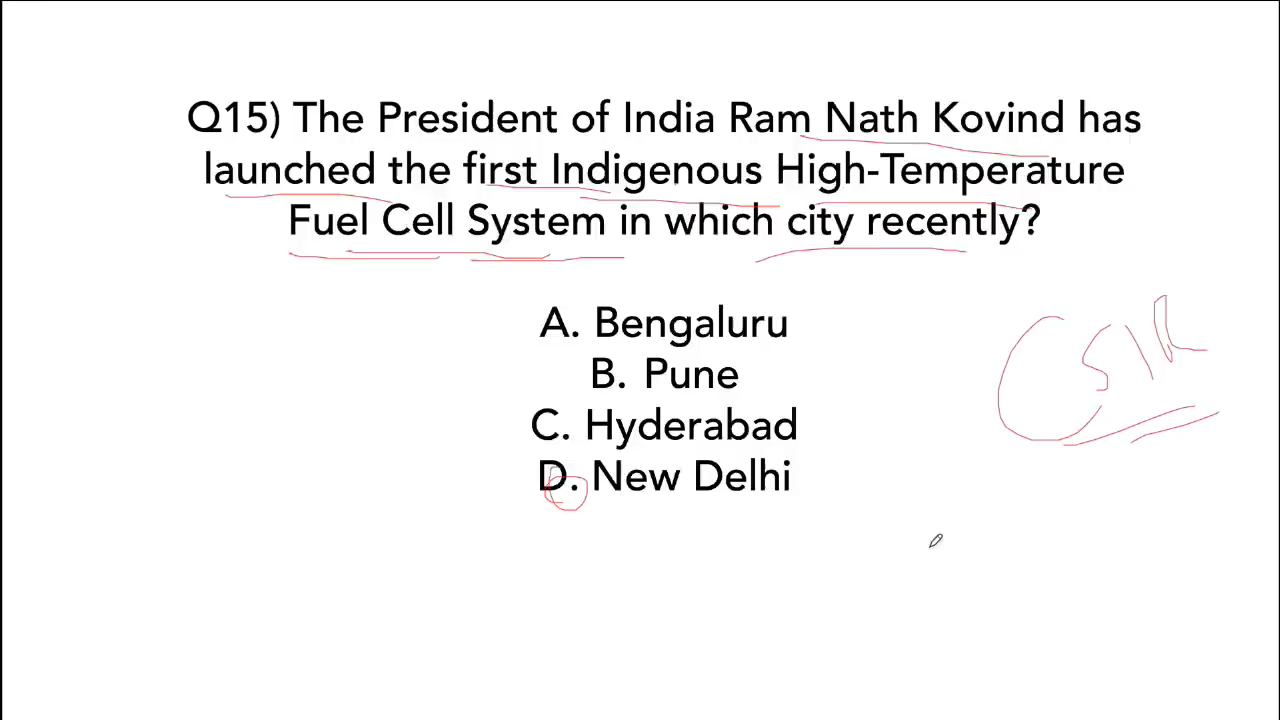 Q15) The President of India Ram Nath Kovind has
launched the first Indigenous High-Temperature
Fuel Cell System in which city recently?
A. Bengaluru
B. Pune
C. Hyderabad
D. New Delhi
CSIR